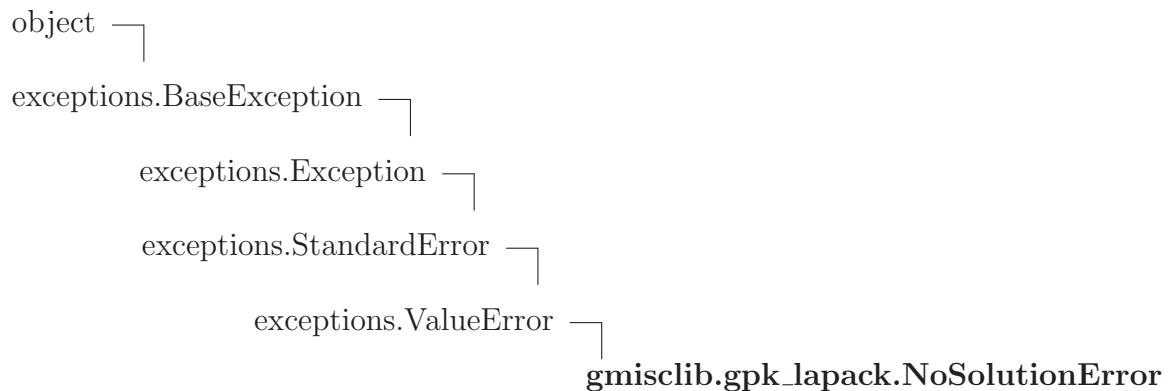 object
exceptions.BaseException
exceptions.Exception
exceptions.StandardError
exceptions.ValueError
gmisclib.gpk_lapack.NoSolutionError